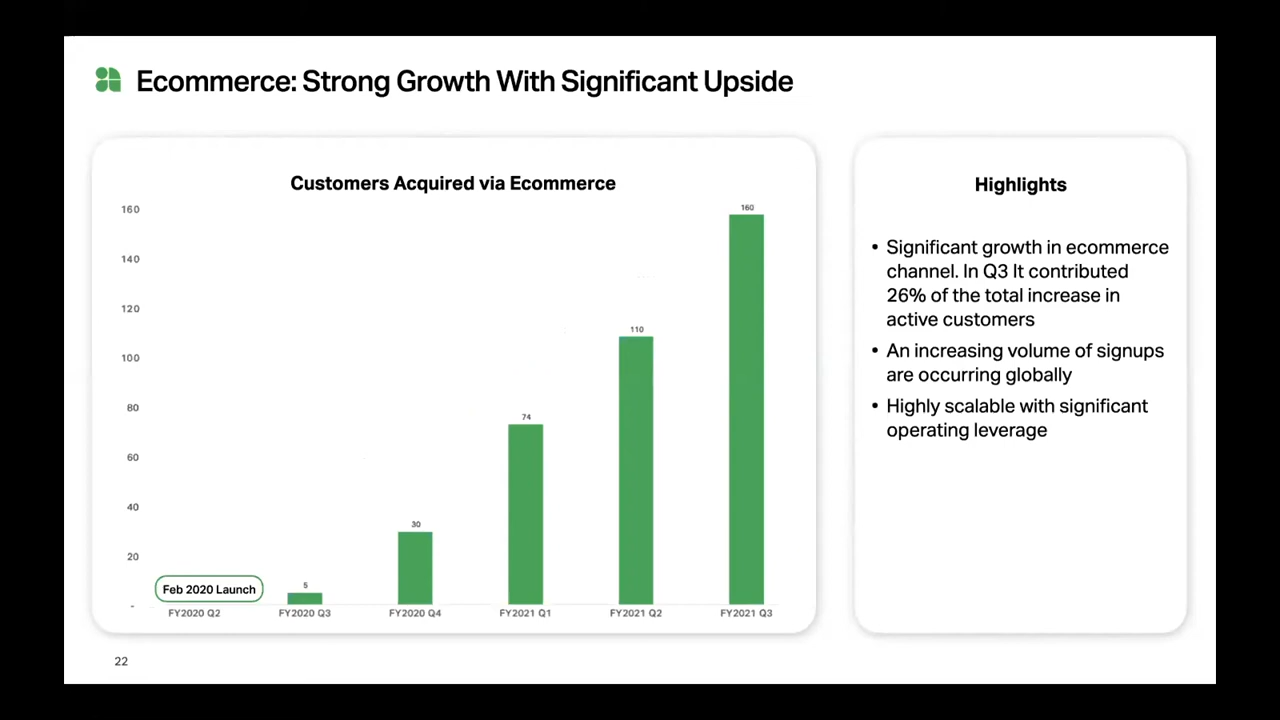 Ecommerce: Strong Growth With Significant Upside
Customers Acquired via Ecommerce
160
140
120
100
80
60
40
20
-
5
30
74
110
160
Feb 2020 Launch
FY2020 Q2
FY2020 Q3
FY2020 Q4
FY2021 Q1
FY2021 Q2
FY2021 Q3
Highlights
• Significant growth in ecommerce
channel. In Q3 It contributed
26% of the total increase in
active customers
• An increasing volume of signups
are occurring globally
• Highly scalable with significant
operating leverage
22